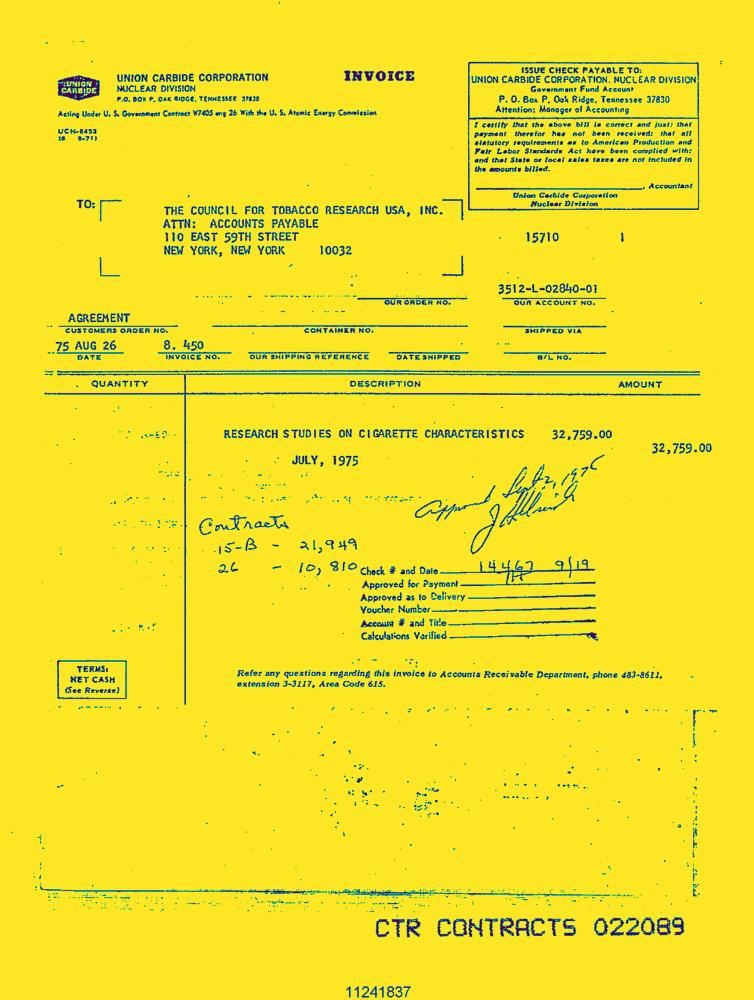 UNION CARBIDE
UNION CARBIDE CORPORATION
NUCLEAR DIVISION
P.O. BOX P, OAK RIDGE, TENNESSEE 37830
INVOICE
Acting Under U. S. Government Contract W7405 eng 26 With the U. S. Atomic Energy Commission
UCN-6453
(6 8-71)
ISSUE CHECK PAYABLE TO:
UNION CARBIDE CORPORATION, NUCLEAR DIVISION
Government Fund Account
P. O. Box P, Oak Ridge, Tennessee 37830
Attention: Manager of Accounting
I certify that the above bill is correct and just: that
payment therefor has not been received: that all
statutory requirements as to American Production and
Fair Labor Standards Act have been complied with:
and that State or local sales taxes are not included in
the amounts billed.
, Accountant
Union Carbide Corporation
Nuclear Division
TO:
THE COUNCIL FOR TOBACCO RESEARCH USA, INC.
ATTN: ACCOUNTS PAYABLE
110 EAST 59TH STREET
NEW YORK, NEW YORK 10032
15710 1
3512-L-02840-01
OUR ORDER NO. OUR ACCOUNT NO.
AGREEMENT
CUSTOMERS ORDER NO. CONTAINER NO. SHIPPED VIA
75 AUG 26 8. 450
DATE INVOICE NO. OUR SHIPPING REFERENCE DATE SHIPPED B/L NO.
QUANTITY DESCRIPTION AMOUNT
RESEARCH STUDIES ON CIGARETTE CHARACTERISTICS 32,759.00
32,759.00
JULY, 1975
Approved
Contracts
15-B - 21,949
26 - 10,810
Check # and Date 14467 9/19
Approved for Payment
Approved as to Delivery
Voucher Number
Account # and Title
Calculations Verified
TERMS:
NET CASH
(See Reverse)
Refer any questions regarding this invoice to Accounts Receivable Department, phone 483-8611,
extension 3-3117, Area Code 615.
CTR CONTRACTS 022089
11241837